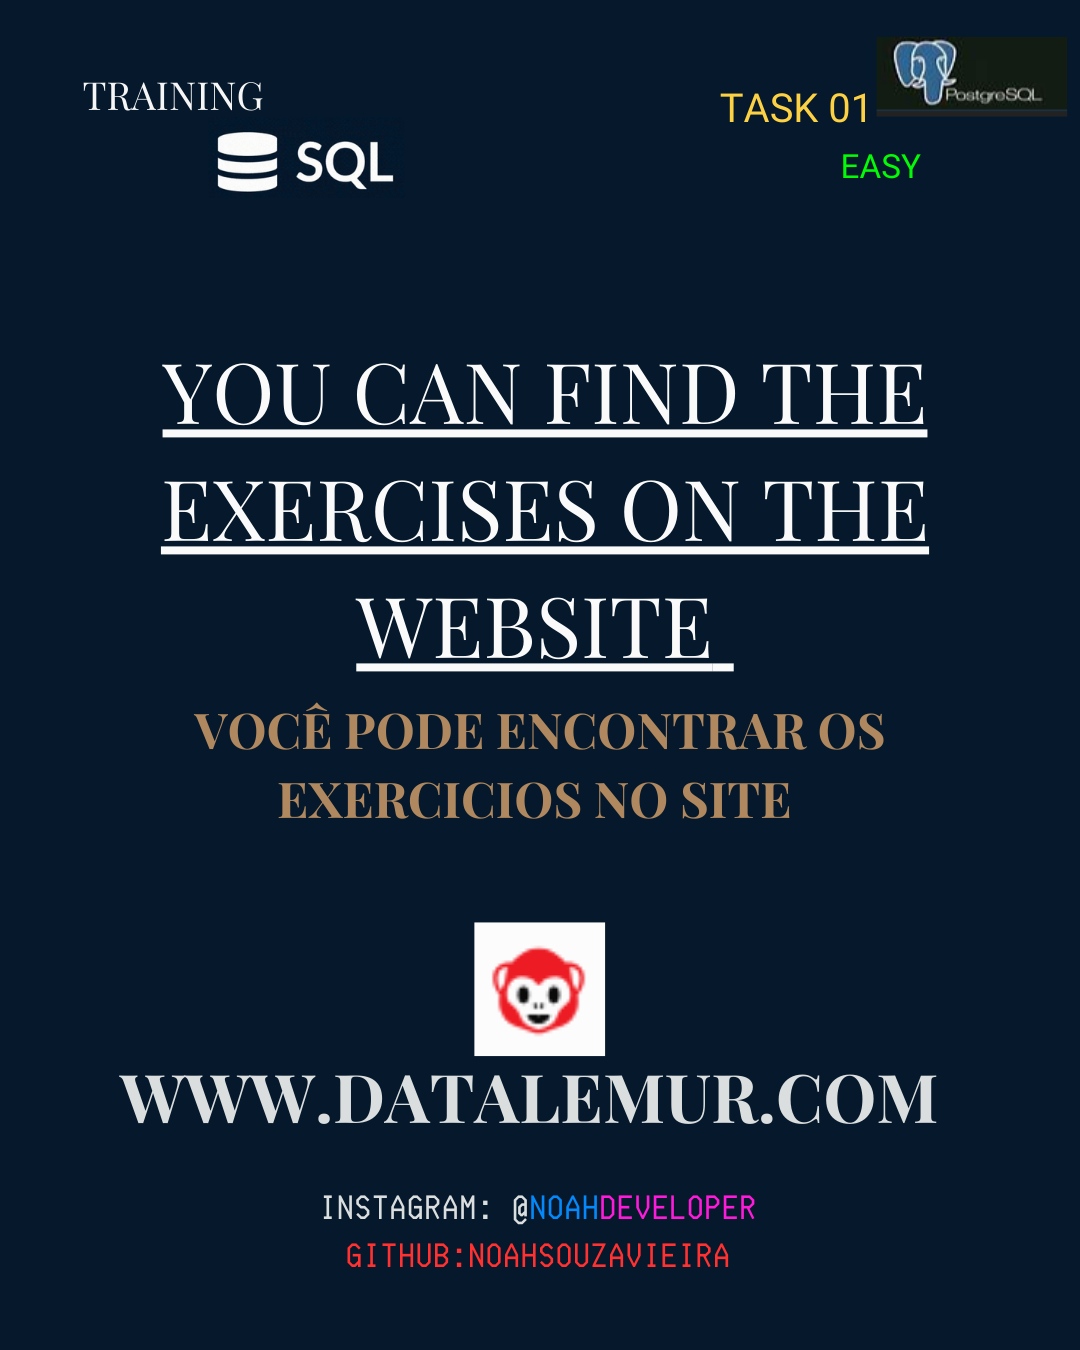 TRAINING
SQL
TASK 01
PostgreSQL
EASY
YOU CAN FIND THE
EXERCISES ON THE
WEBSITE
VOCÊ PODE ENCONTRAR OS
EXERCICIOS NO SITE
WWW.DATALEMUR.COM
INSTAGRAM: @NOAHDEVELOPER
GITHUB:NOAHSOUZAVIEIRA